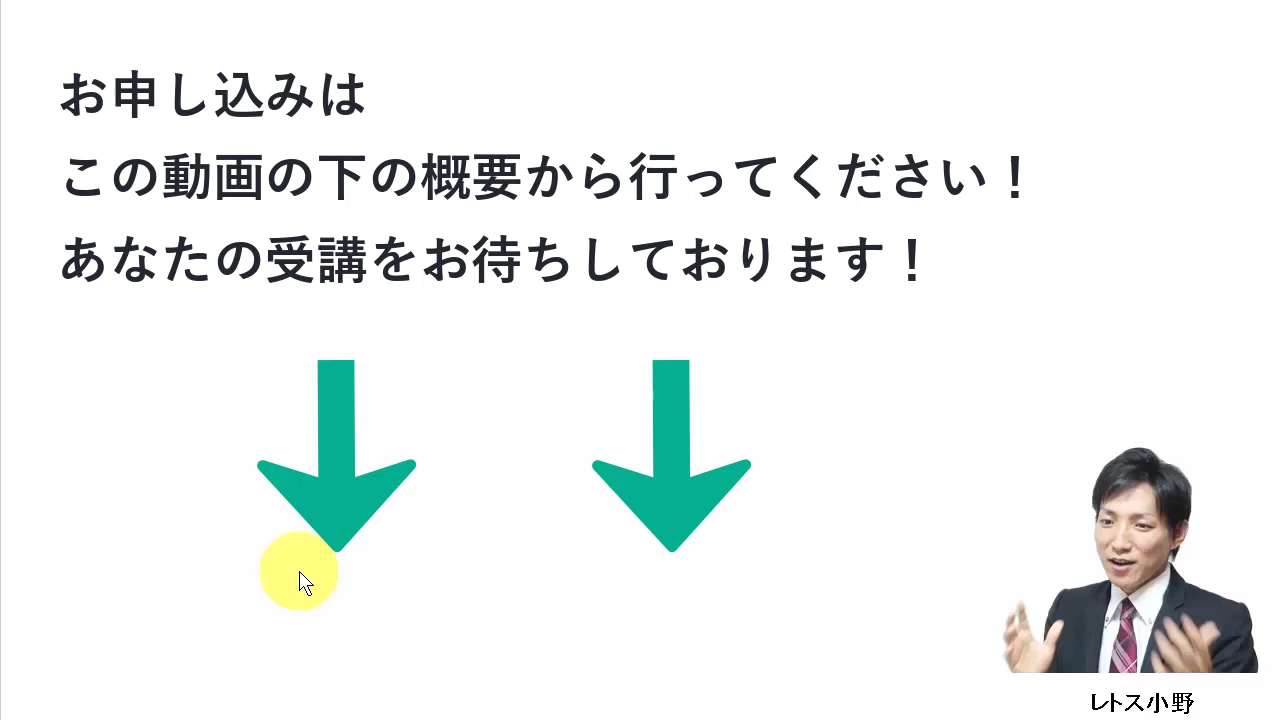 お申し込みは
この動画の下の概要から行ってください！
あなたの受講をお待ちしております！
レトス小野